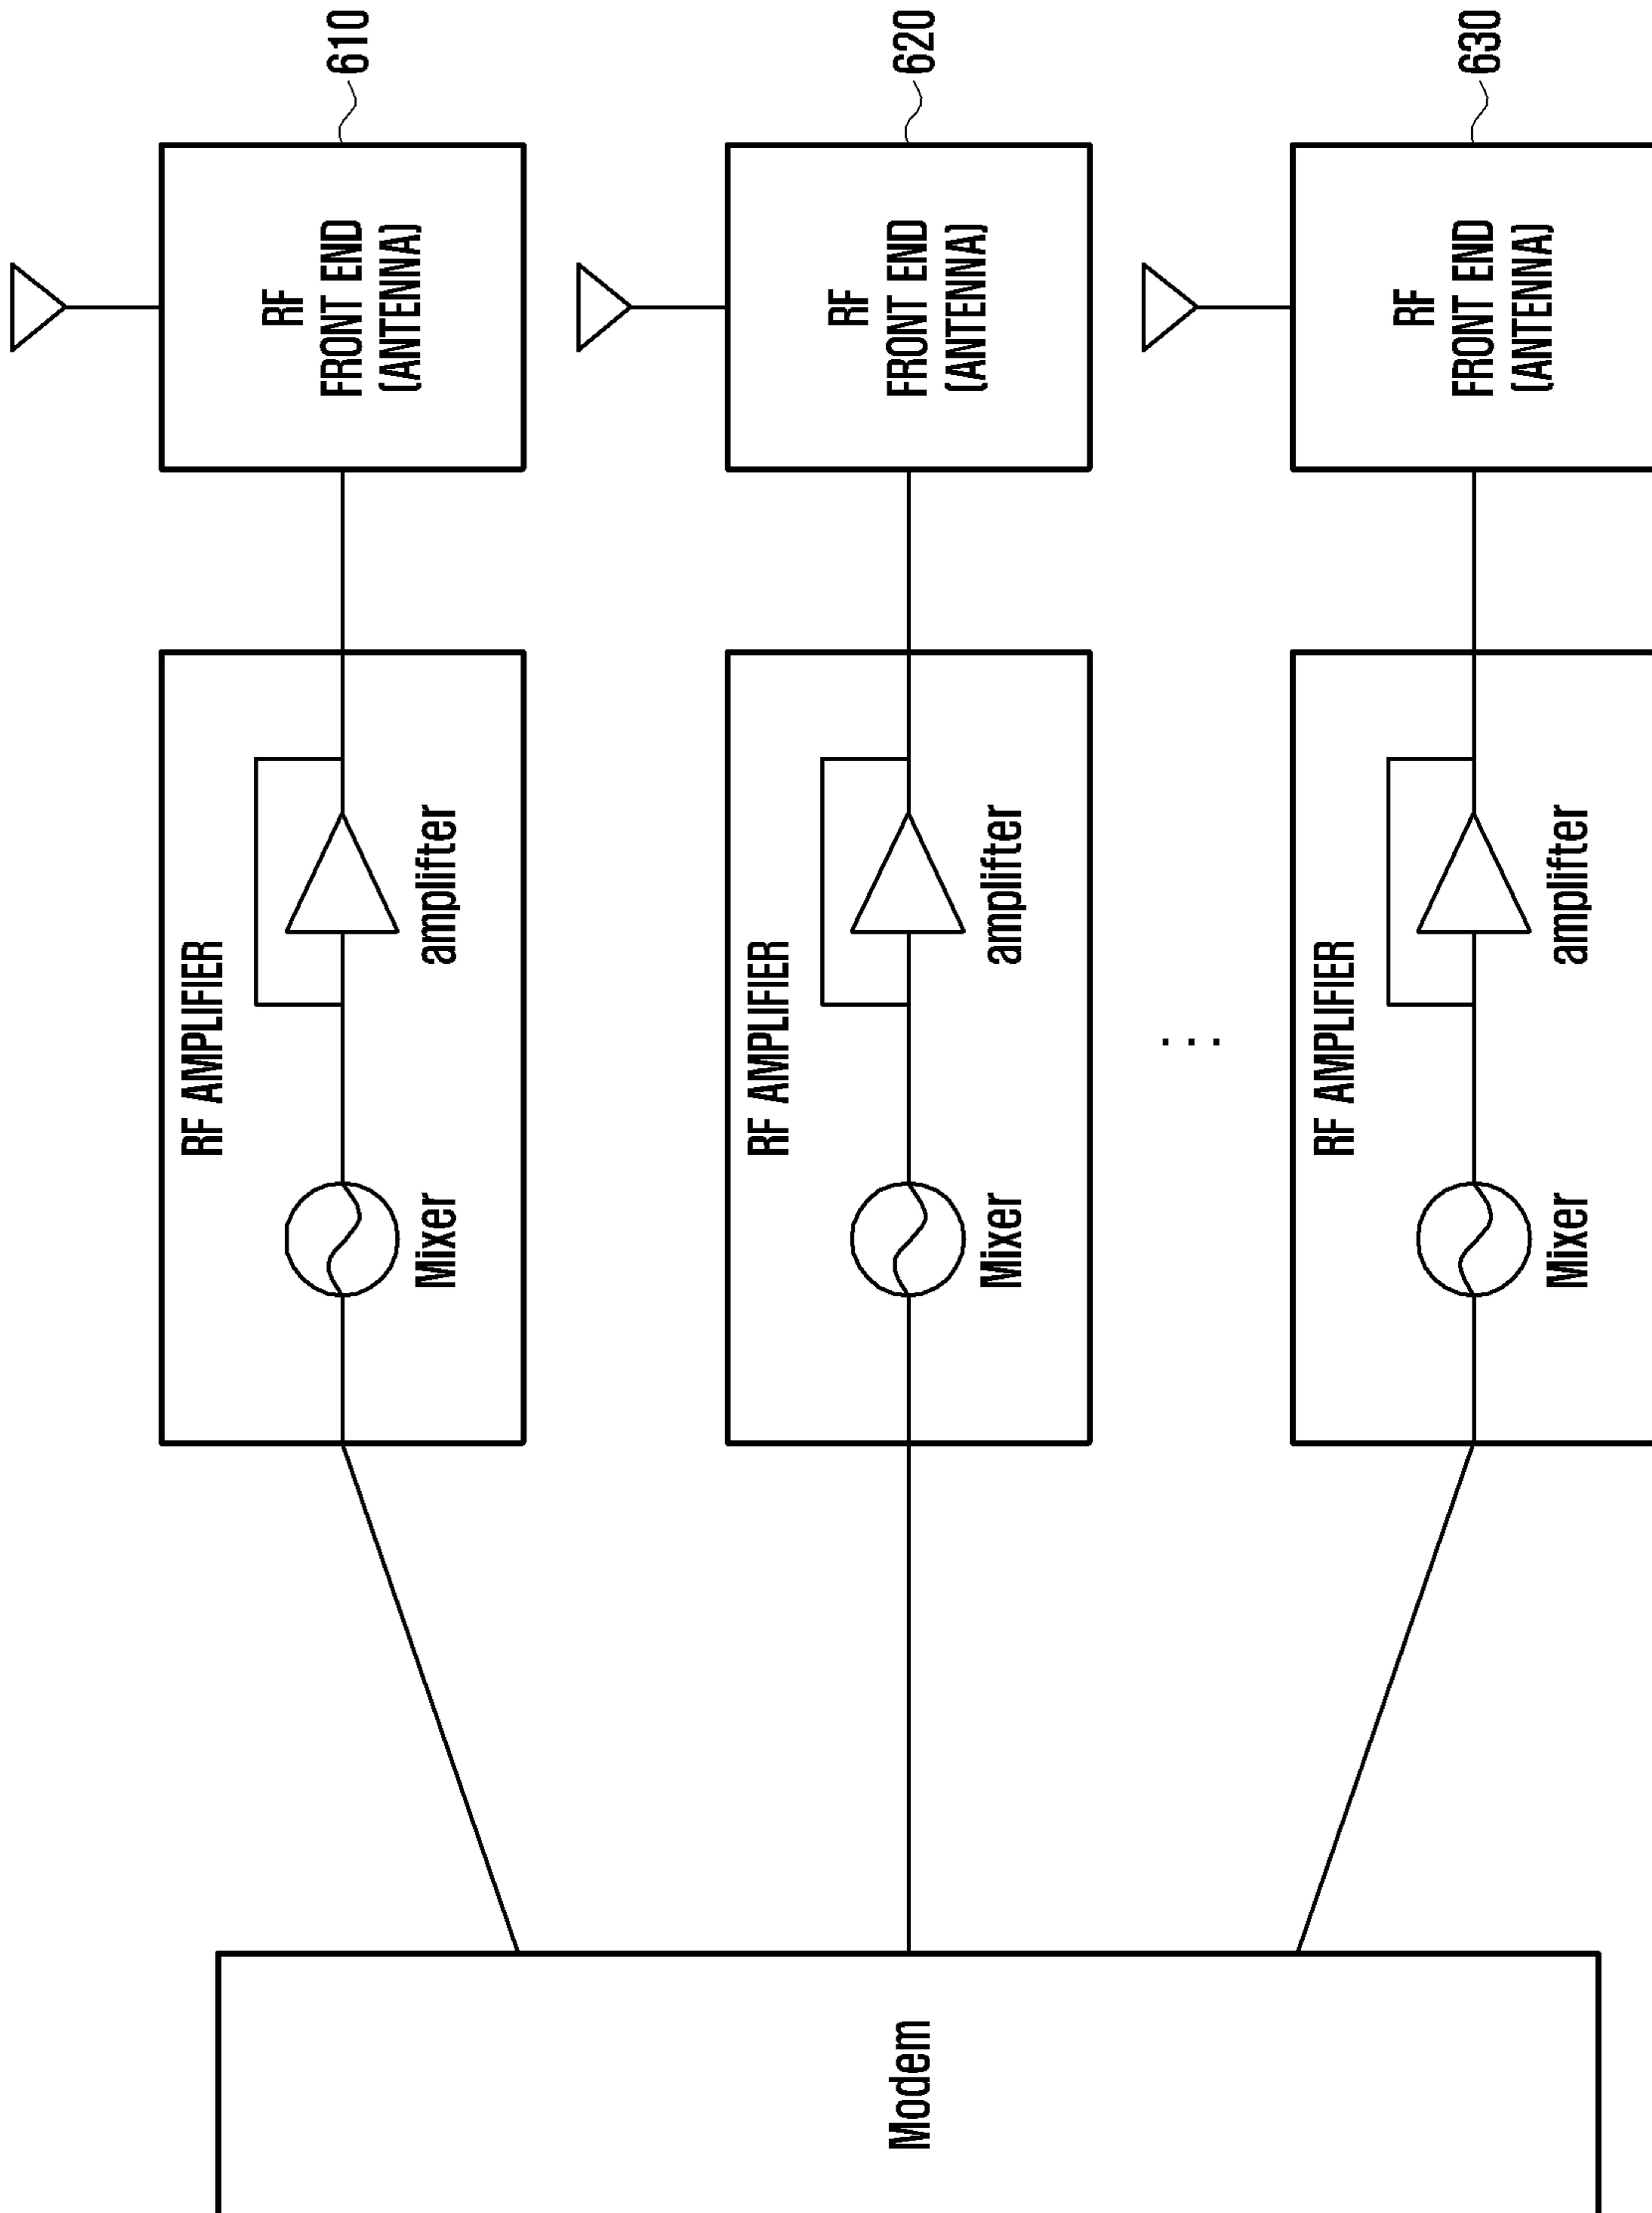 Modem
RF AMPLIFIER
Mixer
amplifter
RF
FRONT END
(ANTENNA)
610
RF AMPLIFIER
Mixer
amplifter
RF
FRONT END
(ANTENNA)
620
...
RF AMPLIFIER
Mixer
amplifter
RF
FRONT END
(ANTENNA)
630